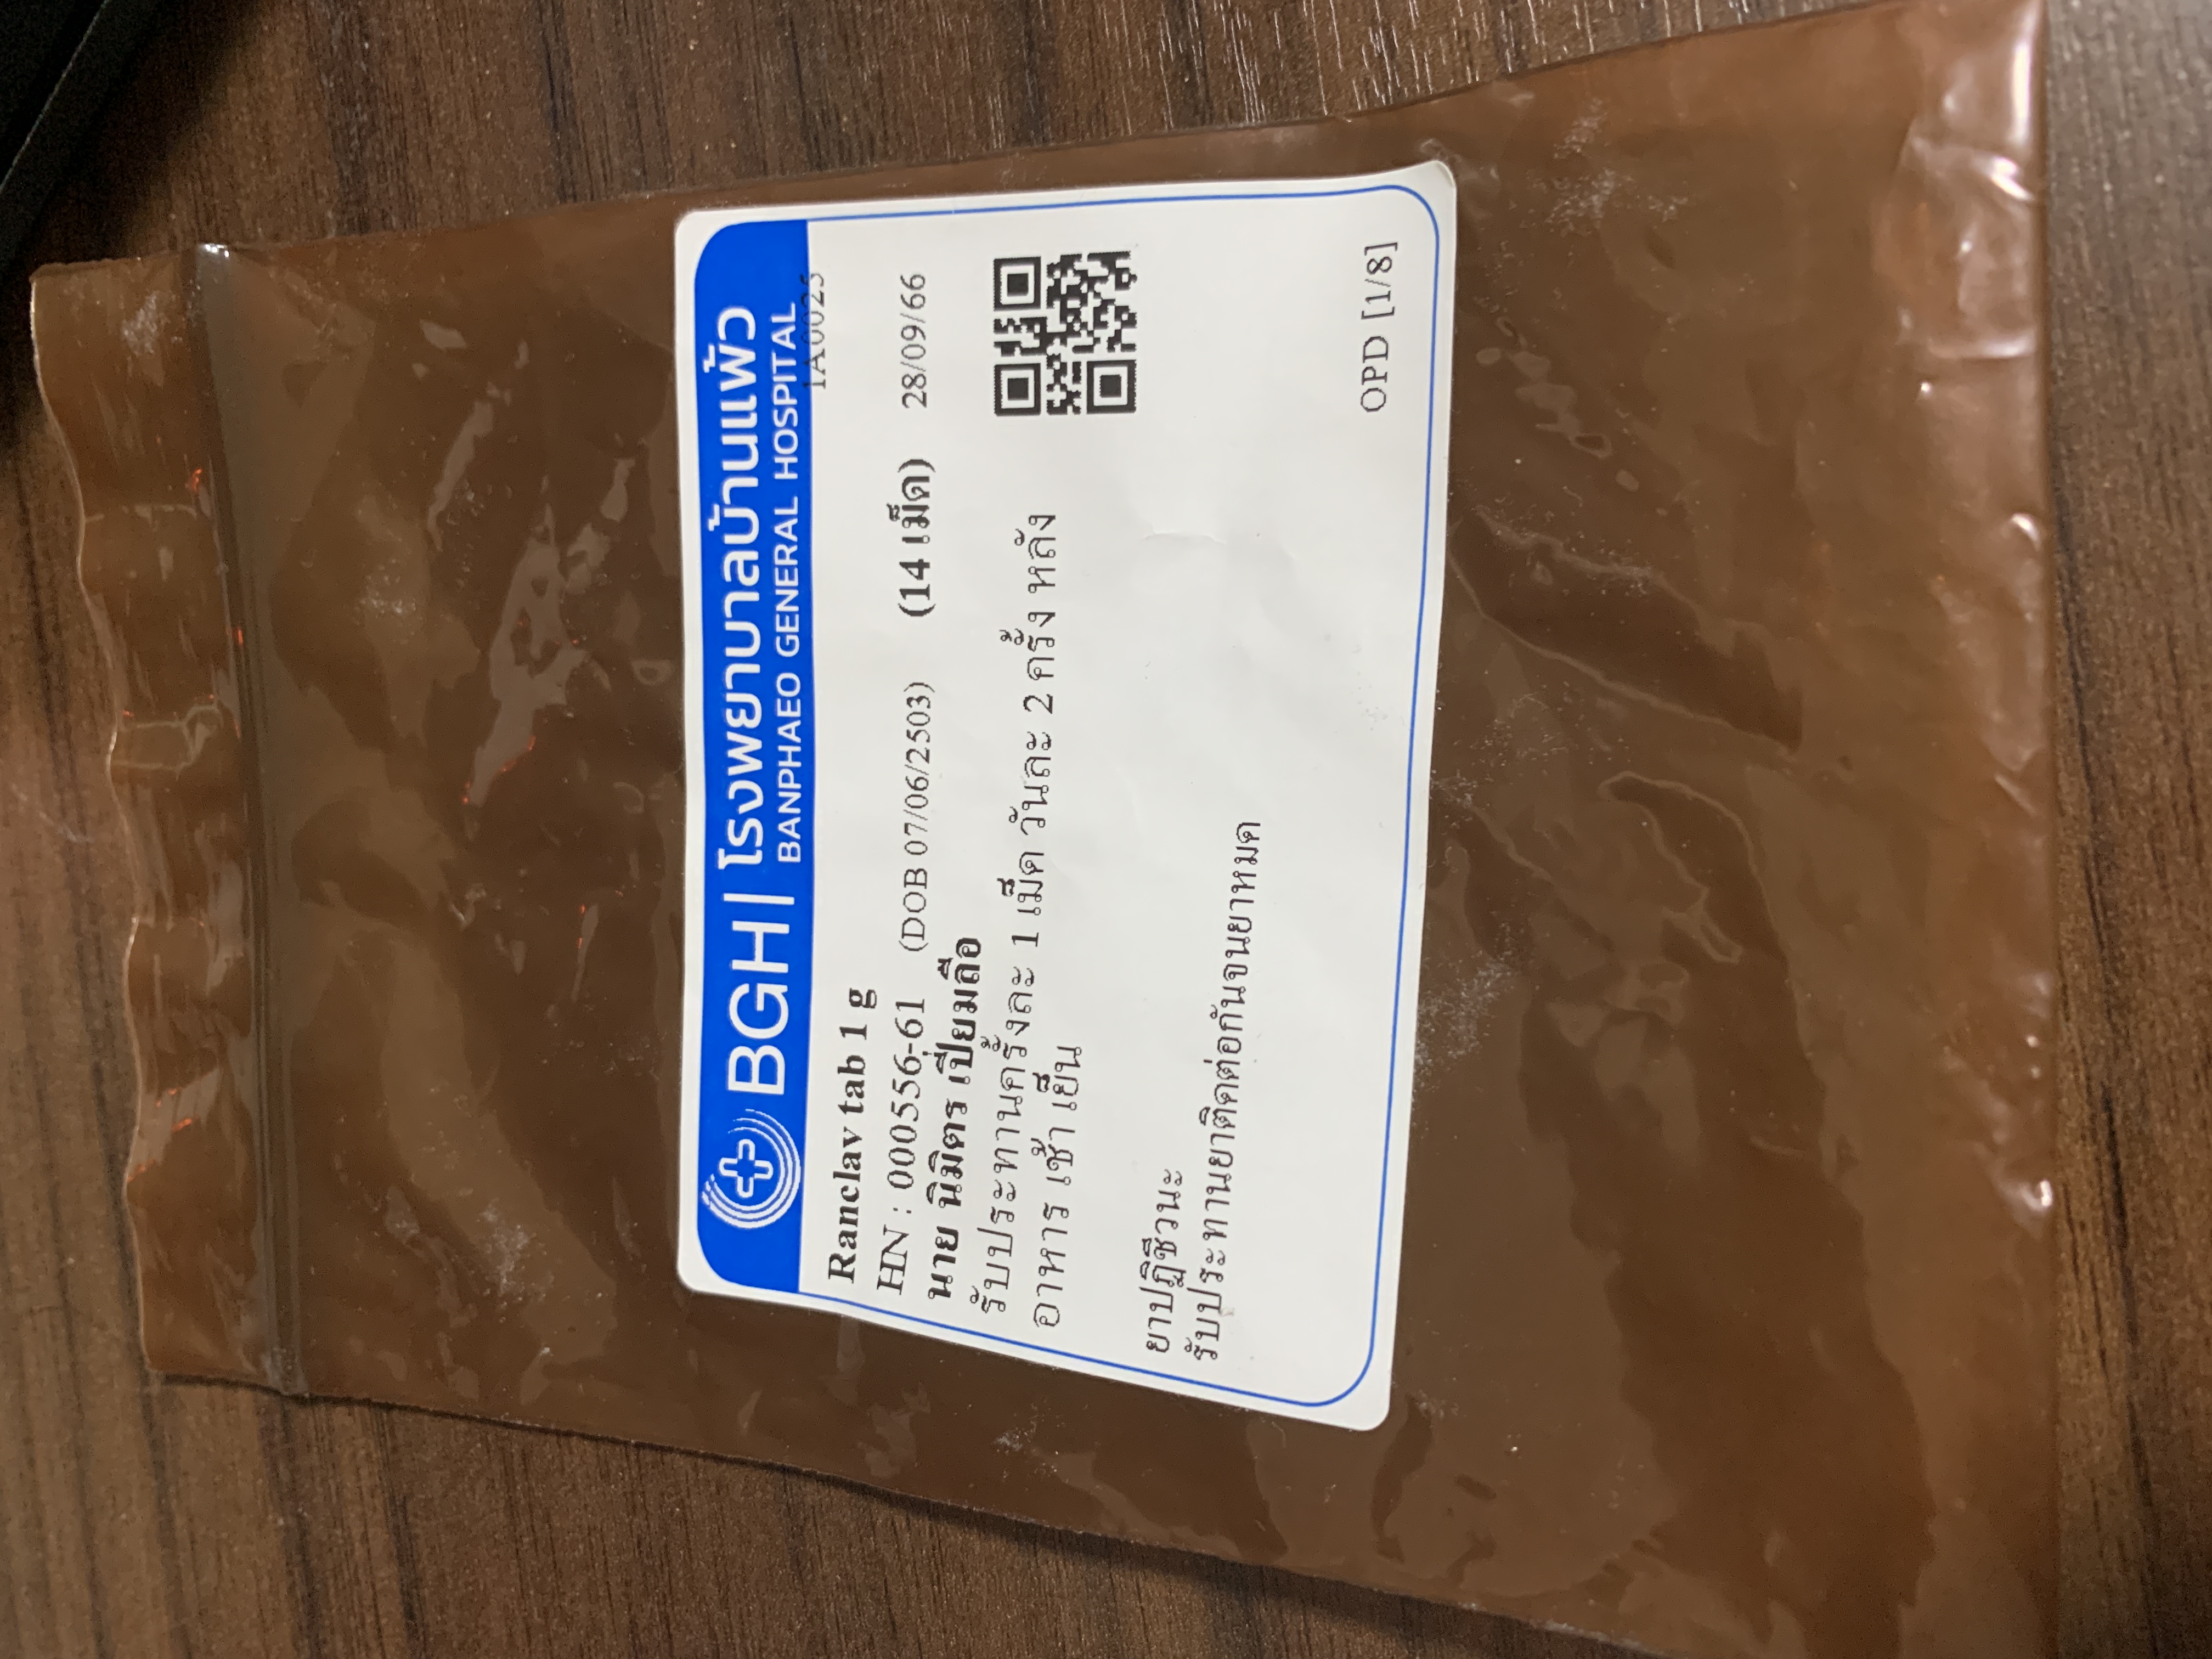 BGH | โรงพยาบาลบ้านแพ้ว
BANPHAEO GENERAL HOSPITAL
1A0025
Ranclav tab 1 g
HN : 000556-61 (DOB 07/06/2503) (14 เม็ด) 28/09/66
นาย นิมิตร เปี่ยมลือ
รับประทานครั้งละ 1 เม็ด วันละ 2 ครั้ง หลัง
อาหาร เช้า เย็น
ยาปฏิชีวนะ
รับประทานยาติดต่อกันจนยาหมด
OPD [1/8]